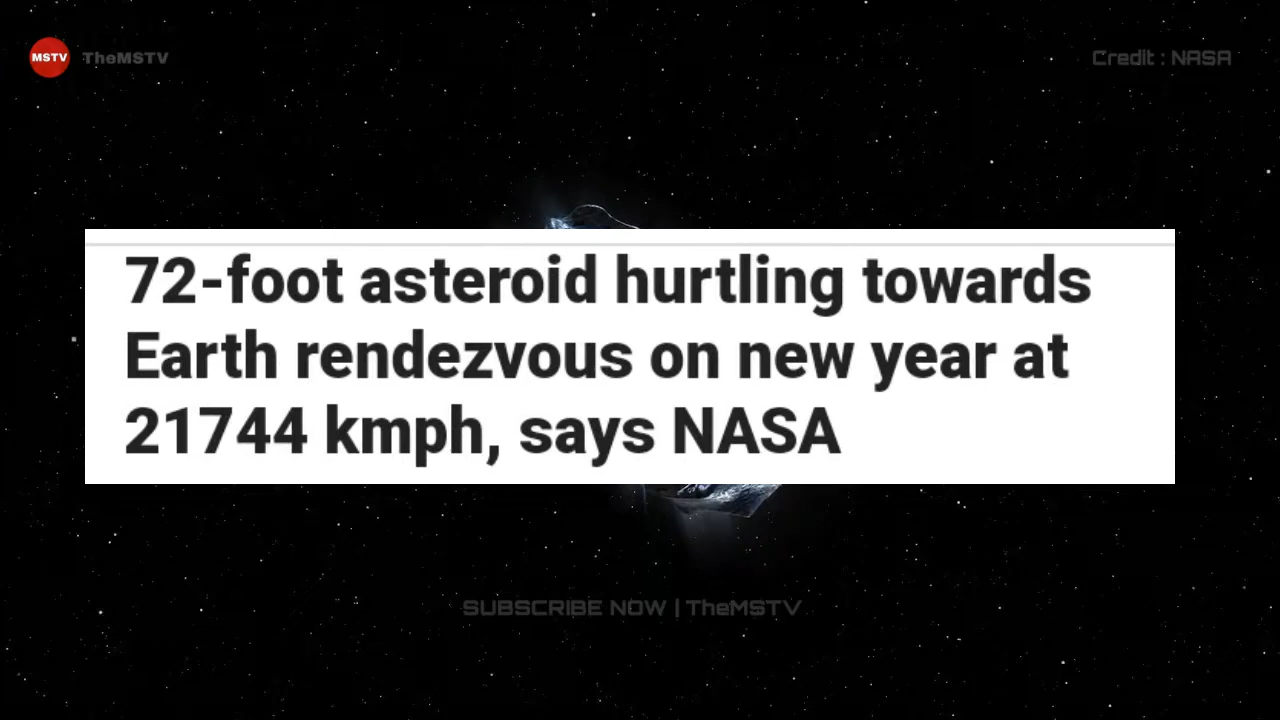 MSTV TheMSTV
Credit : NASA
72-foot asteroid hurtling towards
Earth rendezvous on new year at
21744 kmph, says NASA
SUBSCRIBE NOW | TheMSTV